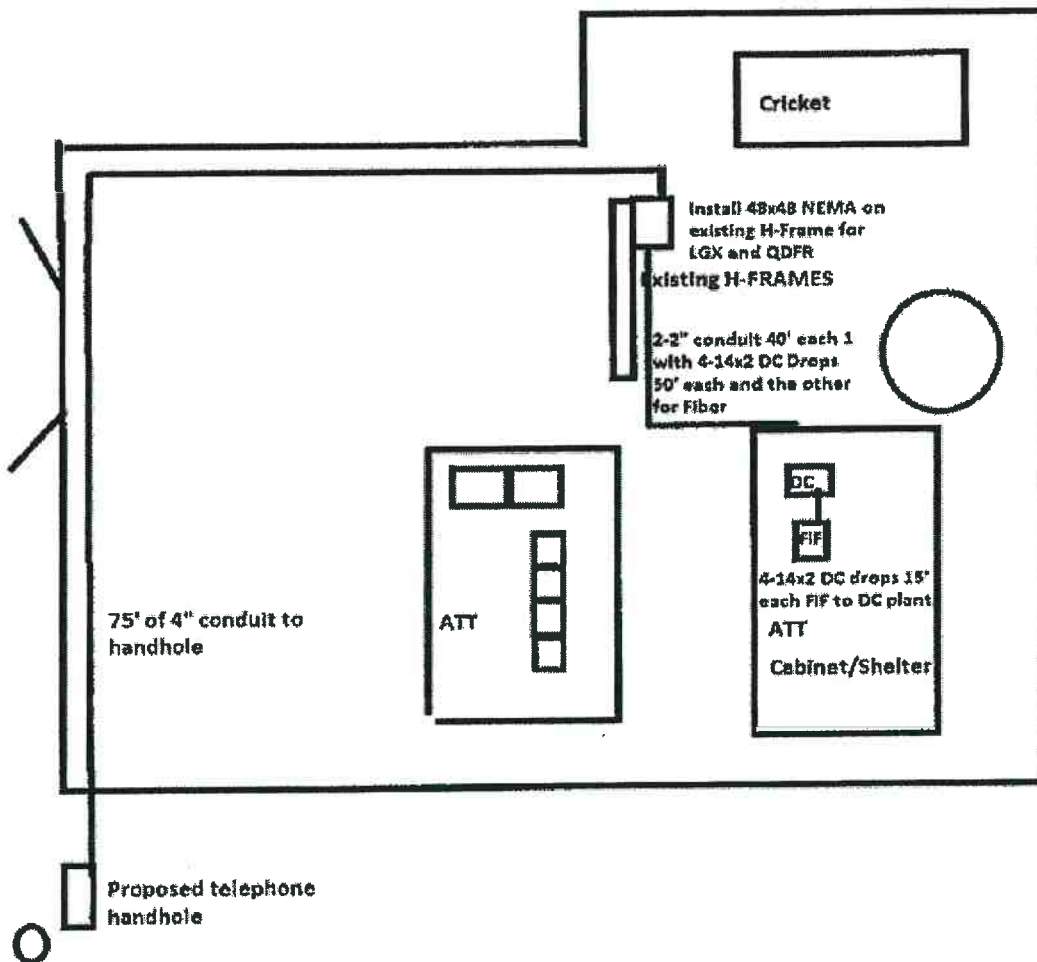 Cricket
Install 48x48 NEMA on
existing H-Frame for
LGX and QDFR
Existing H-FRAMES
2-2" conduit 40' each 1
with 4-14x2 DC Drops
50' each and the other
for Fiber
DC
FIF
4-14x2 DC drops 15'
each FIF to DC plant
ATT
Cabinet/Shelter
ATT
75' of 4" conduit to
handhole
Proposed telephone
handhole